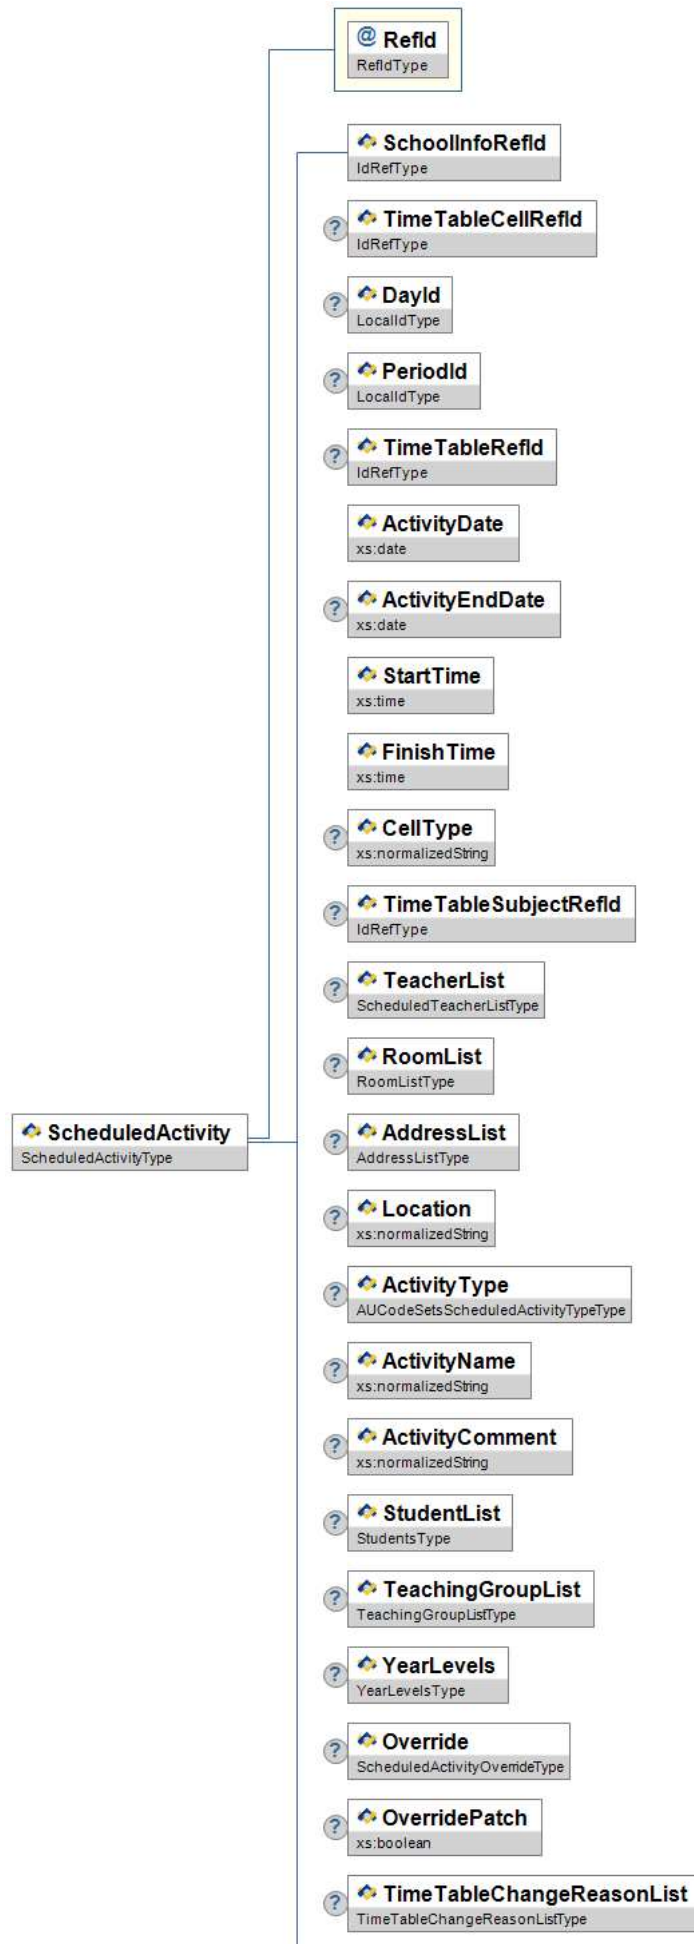 @ RefId
RefIdType
SchoolInfoRefId
IdRefType
? TimeTableCellRefId
IdRefType
? DayId
LocalIdType
? PeriodId
LocalIdType
? TimeTableRefId
IdRefType
ActivityDate
xs:date
? ActivityEndDate
xs:date
StartTime
xs:time
FinishTime
xs:time
? CellType
xs:normalizedString
? TimeTableSubjectRefId
IdRefType
? TeacherList
ScheduledTeacherListType
? RoomList
RoomListType
ScheduledActivity
ScheduledActivityType
? AddressList
AddressListType
? Location
xs:normalizedString
? ActivityType
AUCodeSetsScheduledActivityTypeType
? ActivityName
xs:normalizedString
? ActivityComment
xs:normalizedString
? StudentList
StudentsType
? TeachingGroupList
TeachingGroupListType
? YearLevels
YearLevelsType
? Override
ScheduledActivityOverrideType
? OverridePatch
xs:boolean
? TimeTableChangeReasonList
TimeTableChangeReasonListType